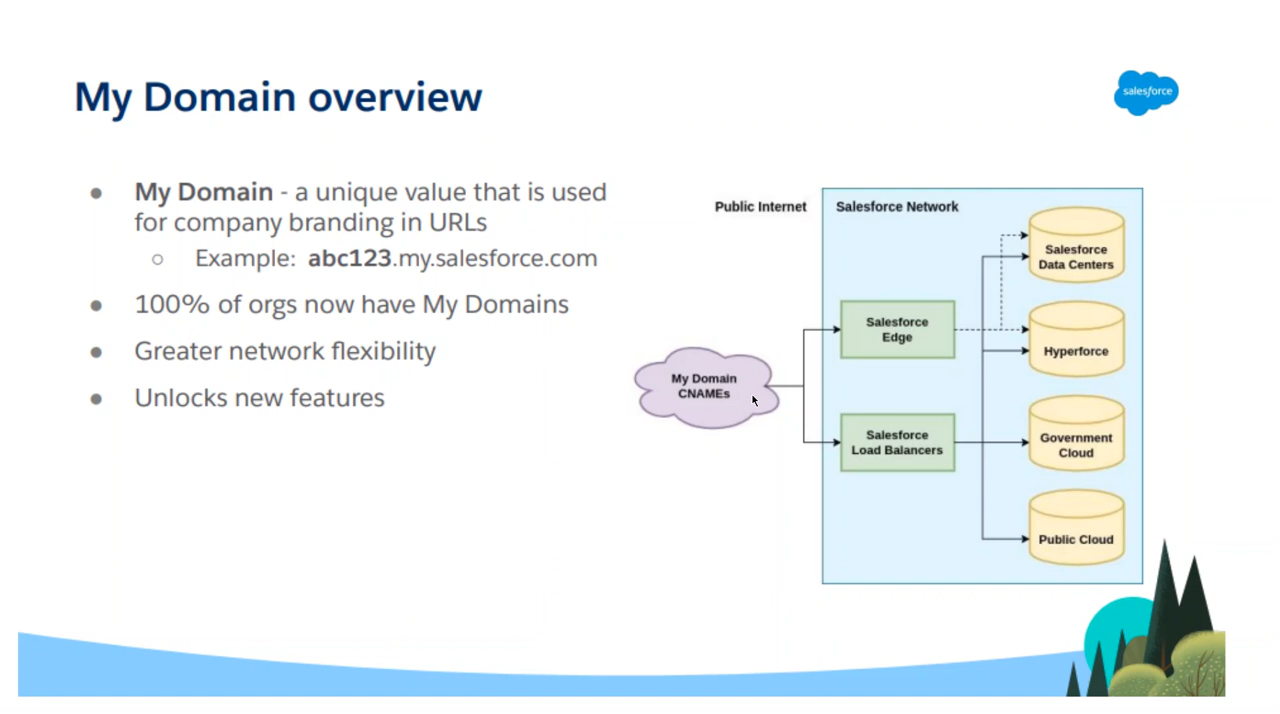 My Domain overview
salesforce
● My Domain - a unique value that is used
for company branding in URLs
○ Example: abc123.my.salesforce.com
● 100% of orgs now have My Domains
● Greater network flexibility
● Unlocks new features
Public Internet
Salesforce Network
My Domain
CNAMEs
Salesforce
Edge
Salesforce
Load Balancers
Salesforce
Data Centers
Hyperforce
Government
Cloud
Public Cloud